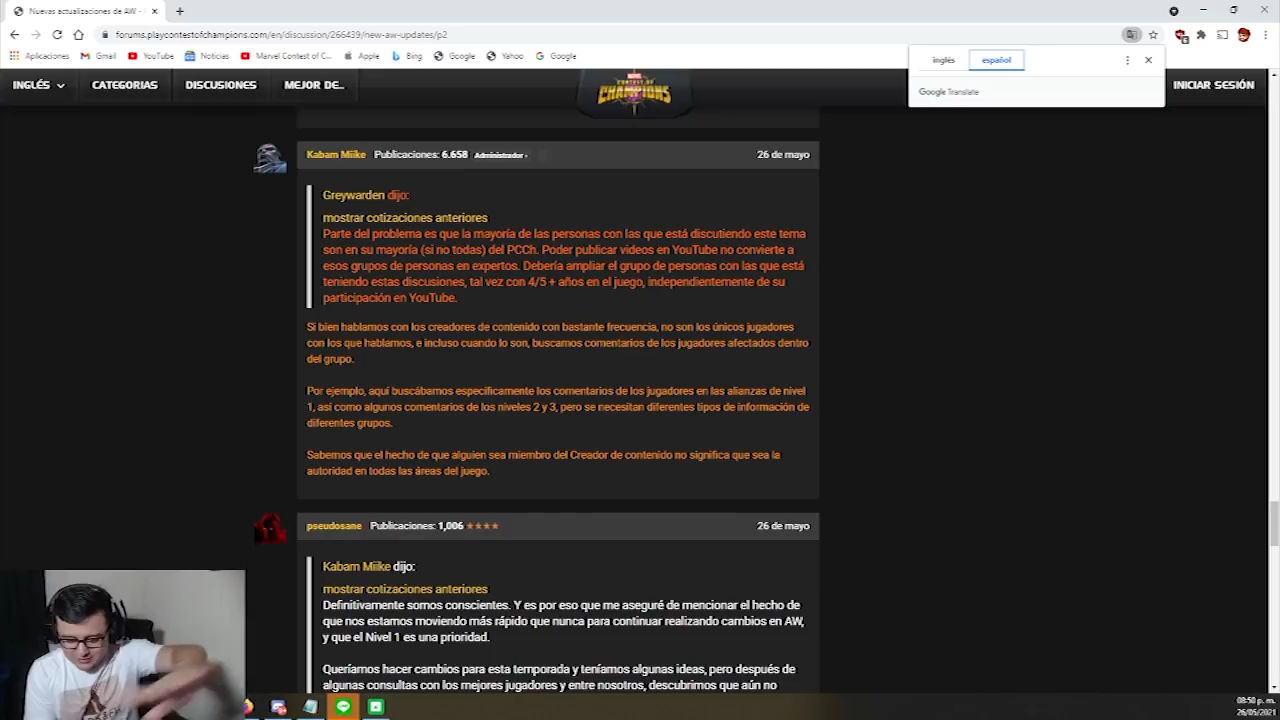 Nuevas actualizaciones de AW -
forums.playcontestofchampions.com/en/discussion/266439/new-aw-updates/p2
Aplicaciones Gmail YouTube Noticias Marvel Contest of C... Apple Bing Google Yahoo Google
inglés español
Google Translate
INGLÉS CATEGORIAS DISCUSIONES MEJOR DE... INICIAR SESIÓN
MARVEL
CONTEST OF
CHAMPIONS
Kabam Miike Publicaciones: 6.658 Administrador 26 de mayo
Greywarden dijo:
mostrar cotizaciones anteriores
Parte del problema es que la mayoría de las personas con las que está discutiendo este tema
son en su mayoría (si no todas) del PCCh. Poder publicar videos en YouTube no convierte a
esos grupos de personas en expertos. Debería ampliar el grupo de personas con las que está
teniendo estas discusiones, tal vez con 4/5 + años en el juego, independientemente de su
participación en YouTube.
Si bien hablamos con los creadores de contenido con bastante frecuencia, no son los únicos jugadores
con los que hablamos, e incluso cuando lo son, buscamos comentarios de los jugadores afectados dentro
del grupo.
Por ejemplo, aquí buscábamos específicamente los comentarios de los jugadores en las alianzas de nivel
1, así como algunos comentarios de los niveles 2 y 3, pero se necesitan diferentes tipos de información de
diferentes grupos.
Sabemos que el hecho de que alguien sea miembro del Creador de contenido no significa que sea la
autoridad en todas las áreas del juego.
pseudosane Publicaciones: 1,006 26 de mayo
Kabam Miike dijo:
mostrar cotizaciones anteriores
Definitivamente somos conscientes. Y es por eso que me aseguré de mencionar el hecho de
que nos estamos moviendo más rápido que nunca para continuar realizando cambios en AW,
y que el Nivel 1 es una prioridad.
Queríamos hacer cambios para esta temporada y teníamos algunas ideas, pero después de
algunas consultas con los mejores jugadores y entre nosotros, descubrimos que aún no
08:50 p. m.
26/05/2021